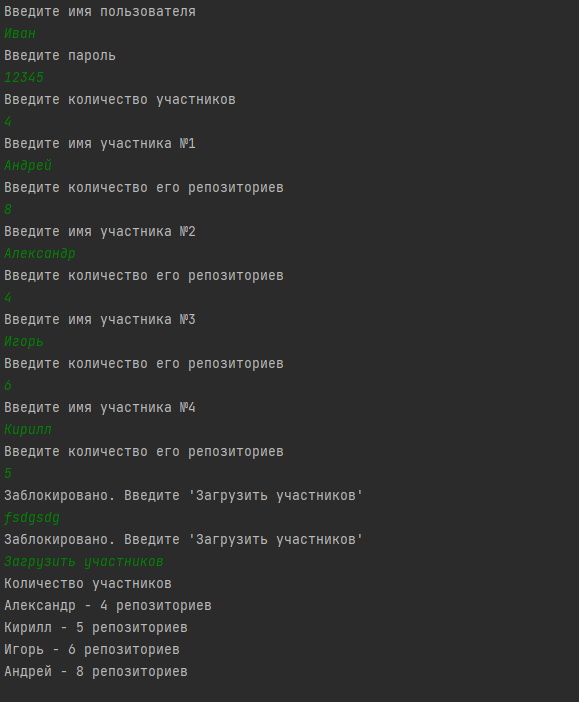 Введите имя пользователя
Иван
Введите пароль
12345
Введите количество участников
4
Введите имя участника №1
Андрей
Введите количество его репозиториев
8
Введите имя участника №2
Александр
Введите количество его репозиториев
4
Введите имя участника №3
Игорь
Введите количество его репозиториев
6
Введите имя участника №4
Кирилл
Введите количество его репозиториев
5
Заблокировано. Введите 'Загрузить участников'
fsdgsdg
Заблокировано. Введите 'Загрузить участников'
Загрузить участников
Количество участников
Александр - 4 репозиториев
Кирилл - 5 репозиториев
Игорь - 6 репозиториев
Андрей - 8 репозиториев